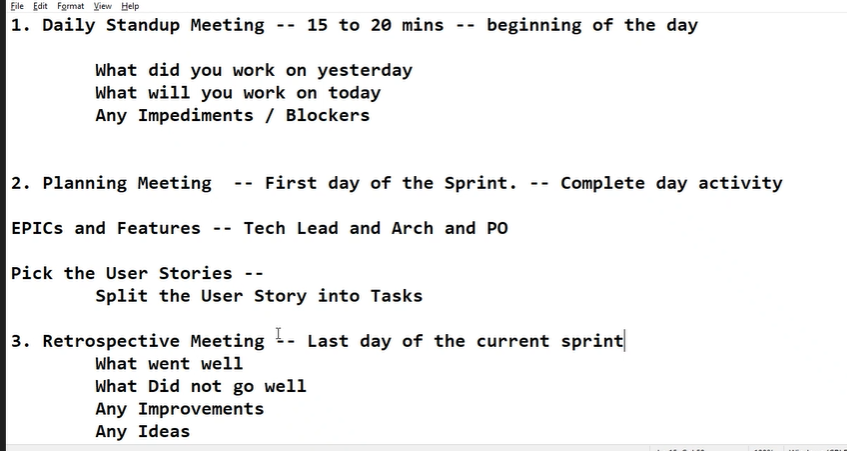 File Edit Format View Help
1. Daily Standup Meeting -- 15 to 20 mins -- beginning of the day
What did you work on yesterday
What will you work on today
Any Impediments / Blockers
2. Planning Meeting -- First day of the Sprint. -- Complete day activity
EPICs and Features -- Tech Lead and Arch and PO
Pick the User Stories --
Split the User Story into Tasks
3. Retrospective Meeting -- Last day of the current sprint
What went well
What Did not go well
Any Improvements
Any Ideas